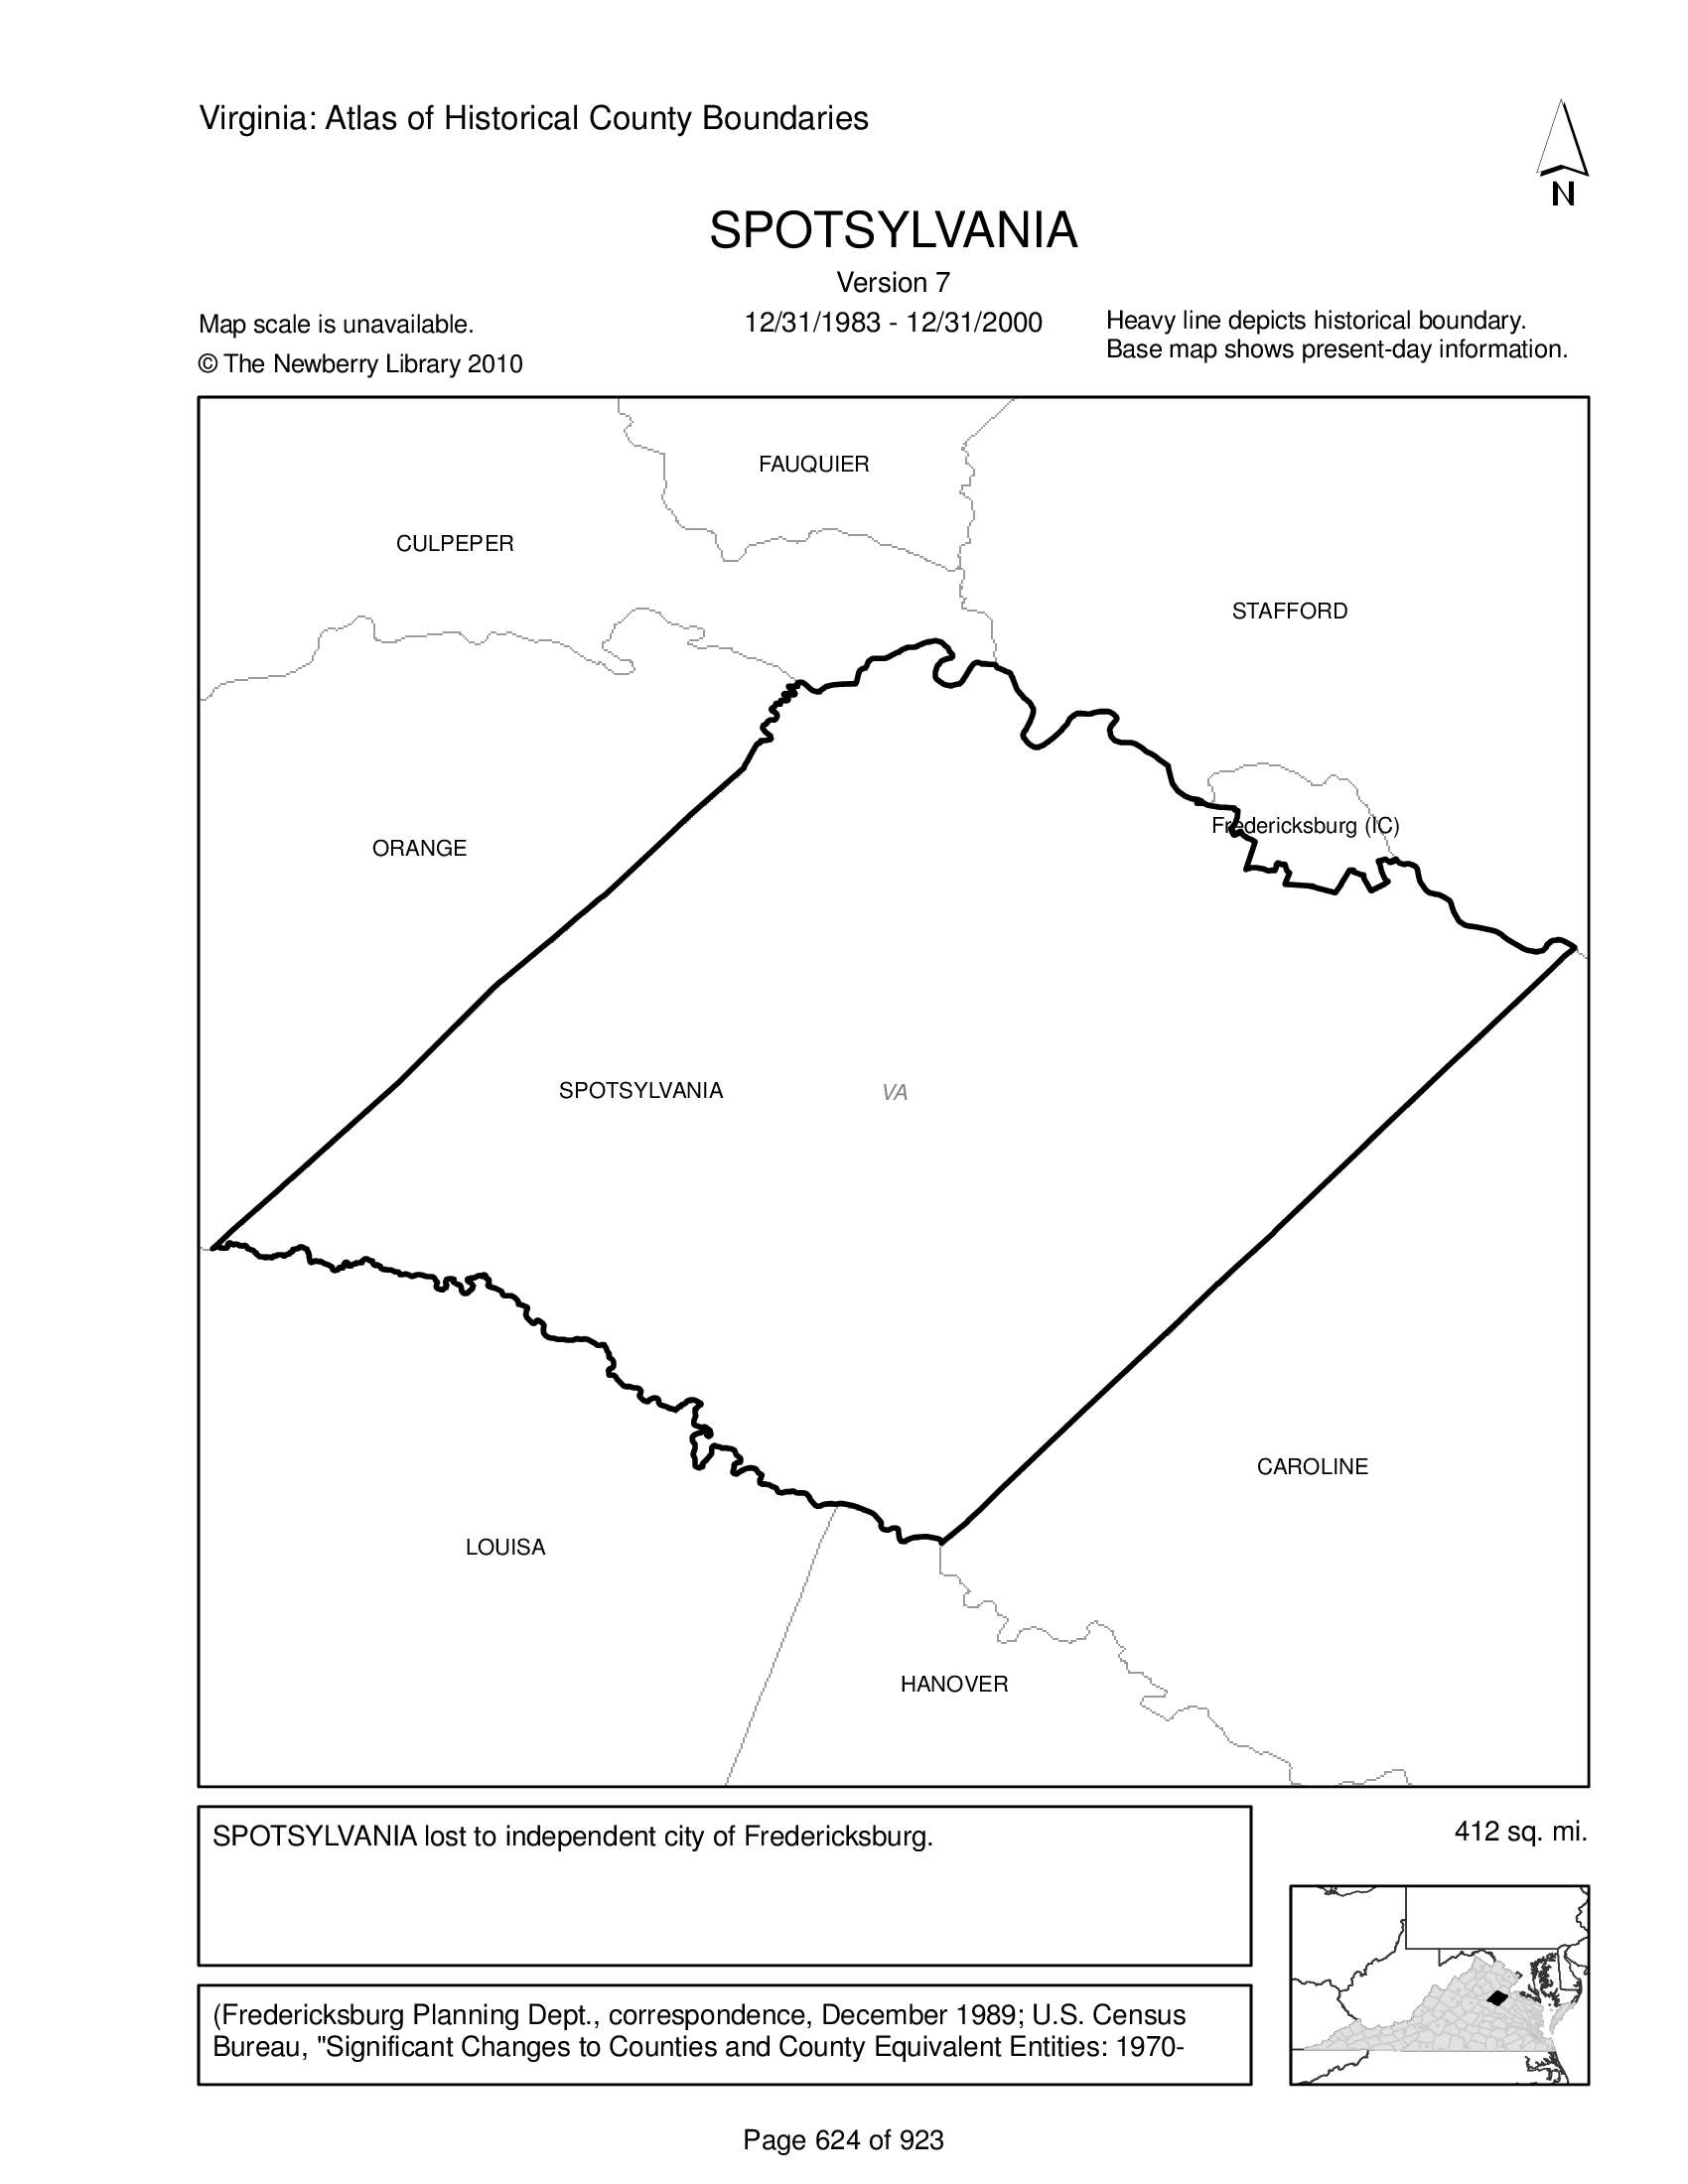 Virginia: Atlas of Historical County Boundaries
N
SPOTSYLVANIA
Version 7
12/31/1983 - 12/31/2000
Map scale is unavailable.
© The Newberry Library 2010
Heavy line depicts historical boundary.
Base map shows present-day information.
FAUQUIER
CULPEPER
STAFFORD
Fredericksburg (IC)
ORANGE
SPOTSYLVANIA
VA
CAROLINE
LOUISA
HANOVER
SPOTSYLVANIA lost to independent city of Fredericksburg.
412 sq. mi.
(Fredericksburg Planning Dept., correspondence, December 1989; U.S. Census
Bureau, "Significant Changes to Counties and County Equivalent Entities: 1970-
Page 624 of 923